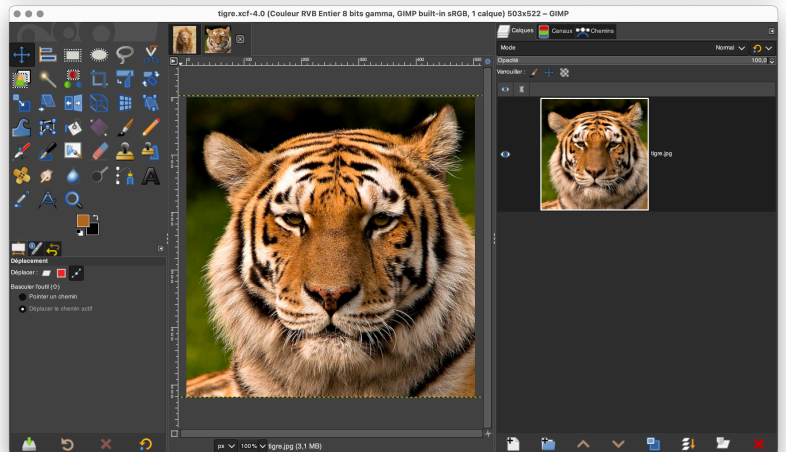 tigre.xcf-4.0 (Couleur RVB Entier 8 bits gamma, GIMP built-in sRGB, 1 calque) 503x522 – GIMP
Calques Canaux Chemins
Mode Normal
Opacité 100,0
Verrouiller :
tigre.jpg
Déplacement
Déplacer :
Basculer l'outil (⇧)
Pointer un chemin
Déplacer le chemin actif
px 100% tigre.jpg (3,1 MB)